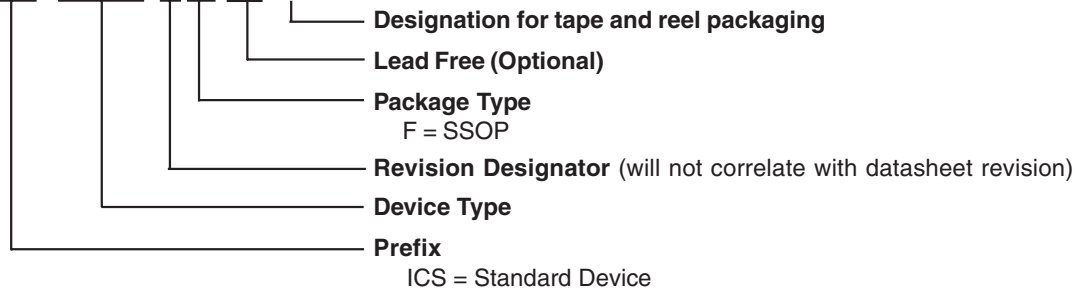 Designation for tape and reel packaging
Lead Free (Optional)
Package Type
F = SSOP
Revision Designator (will not correlate with datasheet revision)
Device Type
Prefix
ICS = Standard Device